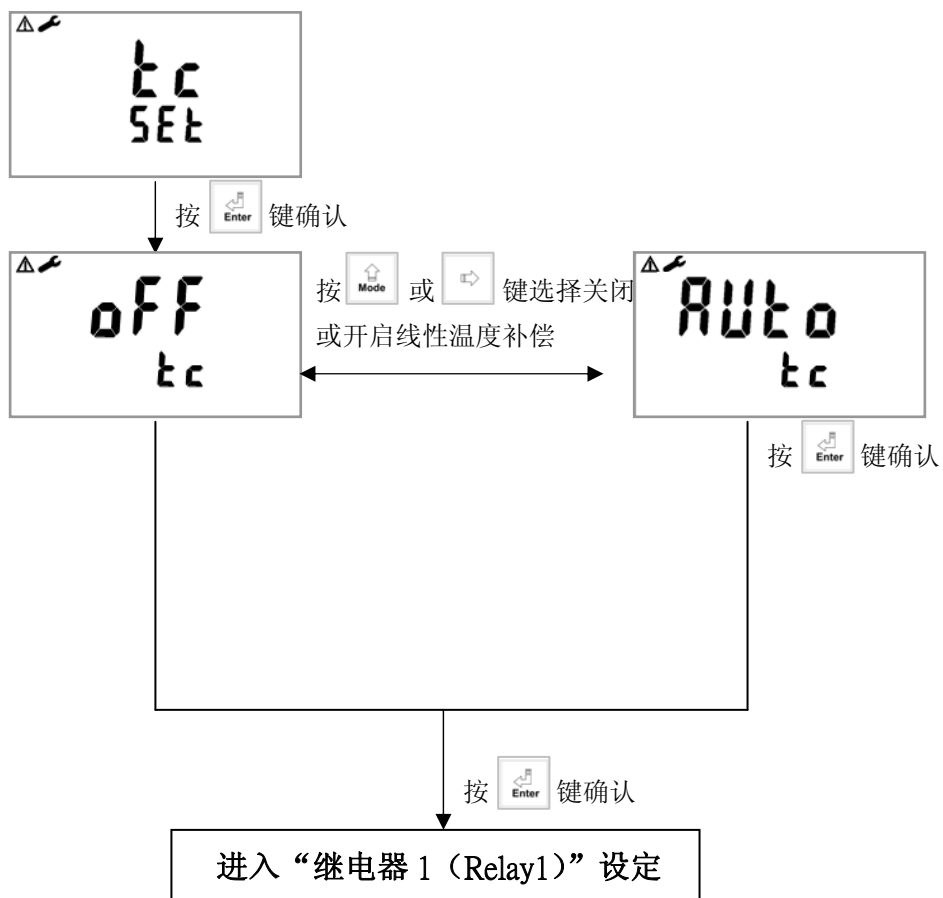 tc
SEt
按 Enter 键确认
oFF
tc
按 Mode 或 键选择关闭
或开启线性温度补偿
AUto
tc
按 Enter 键确认
按 Enter 键确认
进入“继电器 1（Relay1）”设定